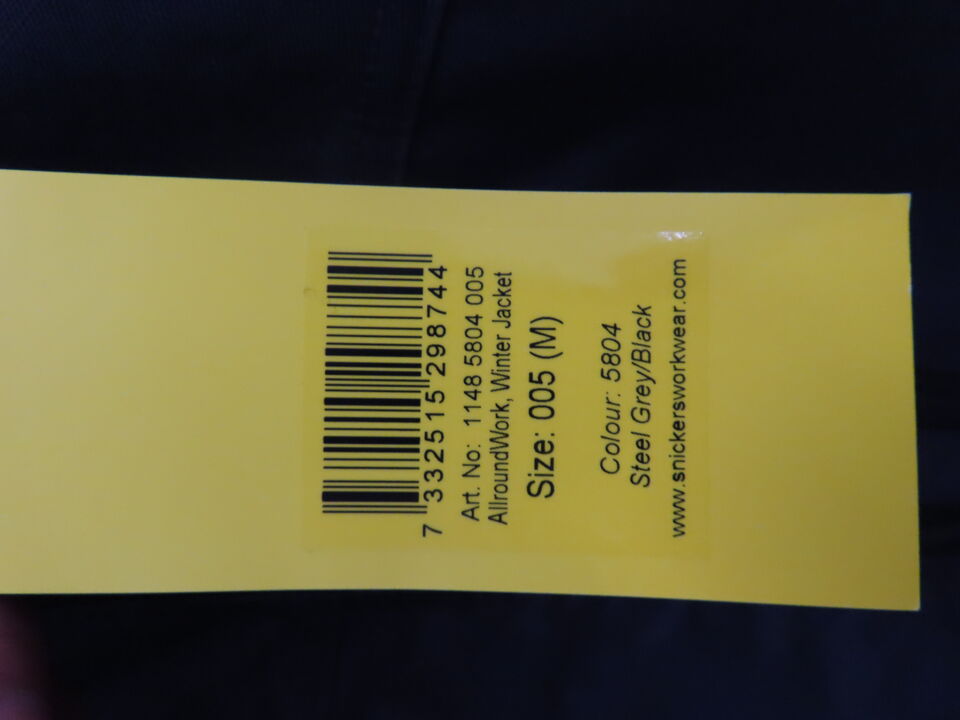 7 332515 298744
Art. No: 1148 5804 005
AllroundWork, Winter Jacket
Size: 005 (M)
Colour: 5804
Steel Grey/Black
www.snickersworkwear.com